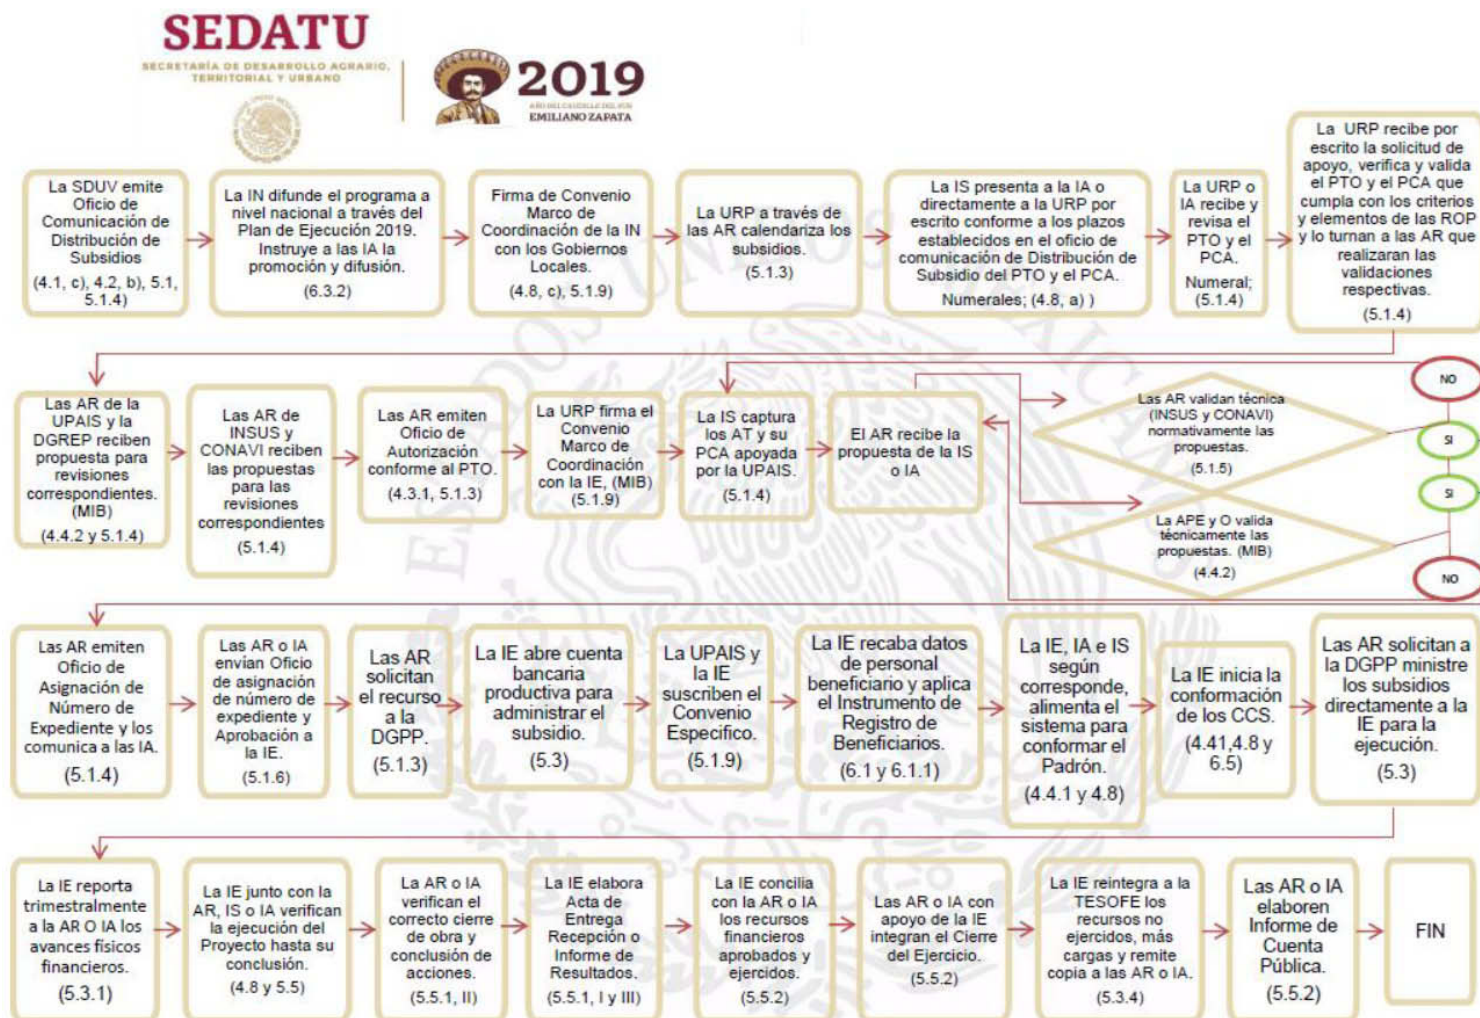 SEDATU
SECRETARÍA DE DESARROLLO AGRARIO,
TERRITORIAL Y URBANO
2019
AÑO DEL CAUDILLO DEL SUR
EMILIANO ZAPATA
La SDUV emite
Oficio de
Comunicación de
Distribución de
Subsidios
(4.1, c), 4.2, b), 5.1,
5.1.4)
La IN difunde el programa a
nivel nacional a través del
Plan de Ejecución 2019.
Instruye a las IA la
promoción y difusión.
(6.3.2)
Firma de Convenio
Marco de
Coordinación de la IN
con los Gobiernos
Locales.
(4.8, c), 5.1.9)
La URP a través de
las AR calendariza los
subsidios.
(5.1.3)
La IS presenta a la IA o
directamente a la URP por
escrito conforme a los plazos
establecidos en el oficio de
comunicación de Distribución de
Subsidio del PTO y el PCA.
Numerales; (4.8, a) )
La URP o
IA recibe y
revisa el
PTO y el
PCA.
Numeral;
(5.1.4)
La URP recibe por
escrito la solicitud de
apoyo, verifica y valida
el PTO y el PCA que
cumpla con los criterios
y elementos de las ROP
y lo turnan a las AR que
realizaran las
validaciones
respectivas.
(5.1.4)
Las AR de la
UPAIS y la
DGREP reciben
propuesta para
revisiones
correspondientes.
(MIB)
(4.4.2 y 5.1.4)
Las AR de
INSUS y
CONAVI reciben
las propuestas
para las
revisiones
correspondientes
(5.1.4)
Las AR emiten
Oficio de
Autorización
conforme al PTO.
(4.3.1, 5.1.3)
La URP firma el
Convenio
Marco de
Coordinación
con la IE, (MIB)
(5.1.9)
La IS captura
los AT y su
PCA apoyada
por la UPAIS.
(5.1.4)
El AR recibe la
propuesta de la IS
o IA
Las AR validan técnica
(INSUS y CONAVI)
normativamente las
propuestas.
(5.1.5)
NO
SI
SI
La APE y O valida
técnicamente las
propuestas. (MIB)
(4.4.2)
NO
Las AR emiten
Oficio de
Asignación de
Número de
Expediente y los
comunica a las IA.
(5.1.4)
Las AR o IA
envían Oficio
de asignación
de número de
expediente y
Aprobación a
la IE.
(5.1.6)
Las AR
solicitan
el recurso
a la
DGPP.
(5.1.3)
La IE abre cuenta
bancaria
productiva para
administrar el
subsidio.
(5.3)
La UPAIS y
la IE
suscriben el
Convenio
Especifico.
(5.1.9)
La IE recaba datos
de personal
beneficiario y aplica
el Instrumento de
Registro de
Beneficiarios.
(6.1 y 6.1.1)
La IE, IA e IS
según
corresponde,
alimenta el
sistema para
conformar el
Padrón.
(4.4.1 y 4.8)
La IE inicia la
conformación
de los CCS.
(4.41,4.8 y
6.5)
Las AR solicitan a
la DGPP ministre
los subsidios
directamente a la
IE para la
ejecución.
(5.3)
La IE reporta
trimestralmente
a la AR O IA los
avances físicos
financieros.
(5.3.1)
La IE junto con la
AR, IS o IA verifican
la ejecución del
Proyecto hasta su
conclusión.
(4.8 y 5.5)
La AR o IA
verifican el
correcto cierre
de obra y
conclusión de
acciones.
(5.5.1, II)
La IE elabora
Acta de
Entrega
Recepción o
Informe de
Resultados.
(5.5.1, I y III)
La IE concilia
con la AR o IA
los recursos
financieros
aprobados y
ejercidos.
(5.5.2)
Las AR o IA con
apoyo de la IE
integran el Cierre
del Ejercicio.
(5.5.2)
La IE reintegra a la
TESOFE los
recursos no
ejercidos, más
cargas y remite
copia a las AR o IA.
(5.3.4)
Las AR o IA
elaboren
Informe de
Cuenta
Pública.
(5.5.2)
FIN
ESTADOS UNIDOS MEXICANOS